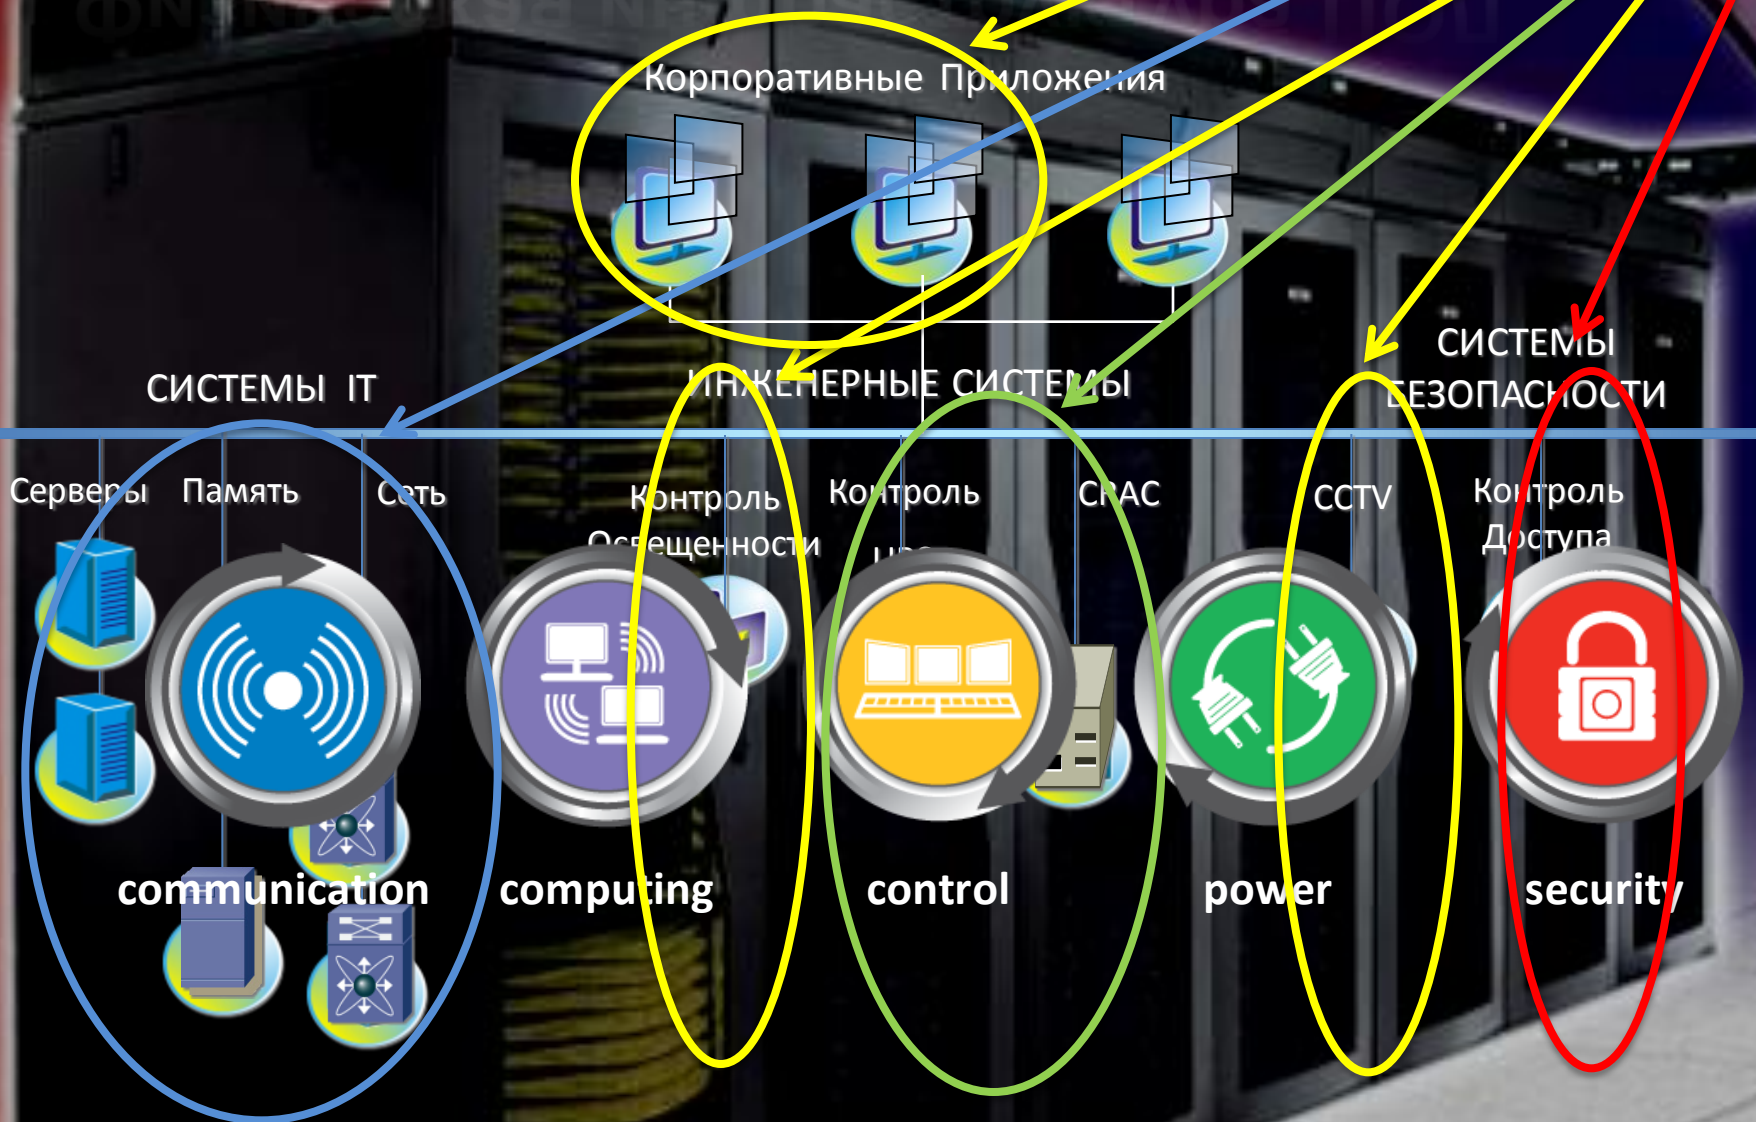 Корпоративные Приложения
СИСТЕМЫ IT
ИНЖЕНЕРНЫЕ СИСТЕМЫ
СИСТЕМЫ
БЕЗОПАСНОСТИ
Серверы
Память
Сеть
Контроль
Освещенности
Контроль
UPS
CRAC
CCTV
Контроль
Доступа
communication
computing
control
power
security